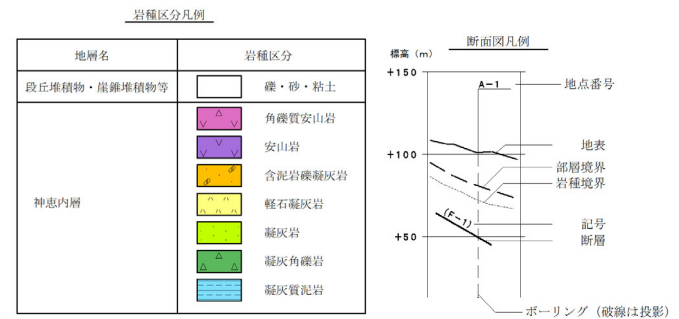 岩種区分凡例
地層名
岩種区分
段丘堆積物・崖錐堆積物等
礫・砂・粘土
神恵内層
角礫質安山岩
安山岩
含泥岩礫凝灰岩
軽石凝灰岩
凝灰岩
凝灰角礫岩
凝灰質泥岩
断面図凡例
標高（m）
+150
A-1
地点番号
地表
+100
部層境界
岩種境界
(F-1)
記号
+50
断層
ボーリング（破線は投影）